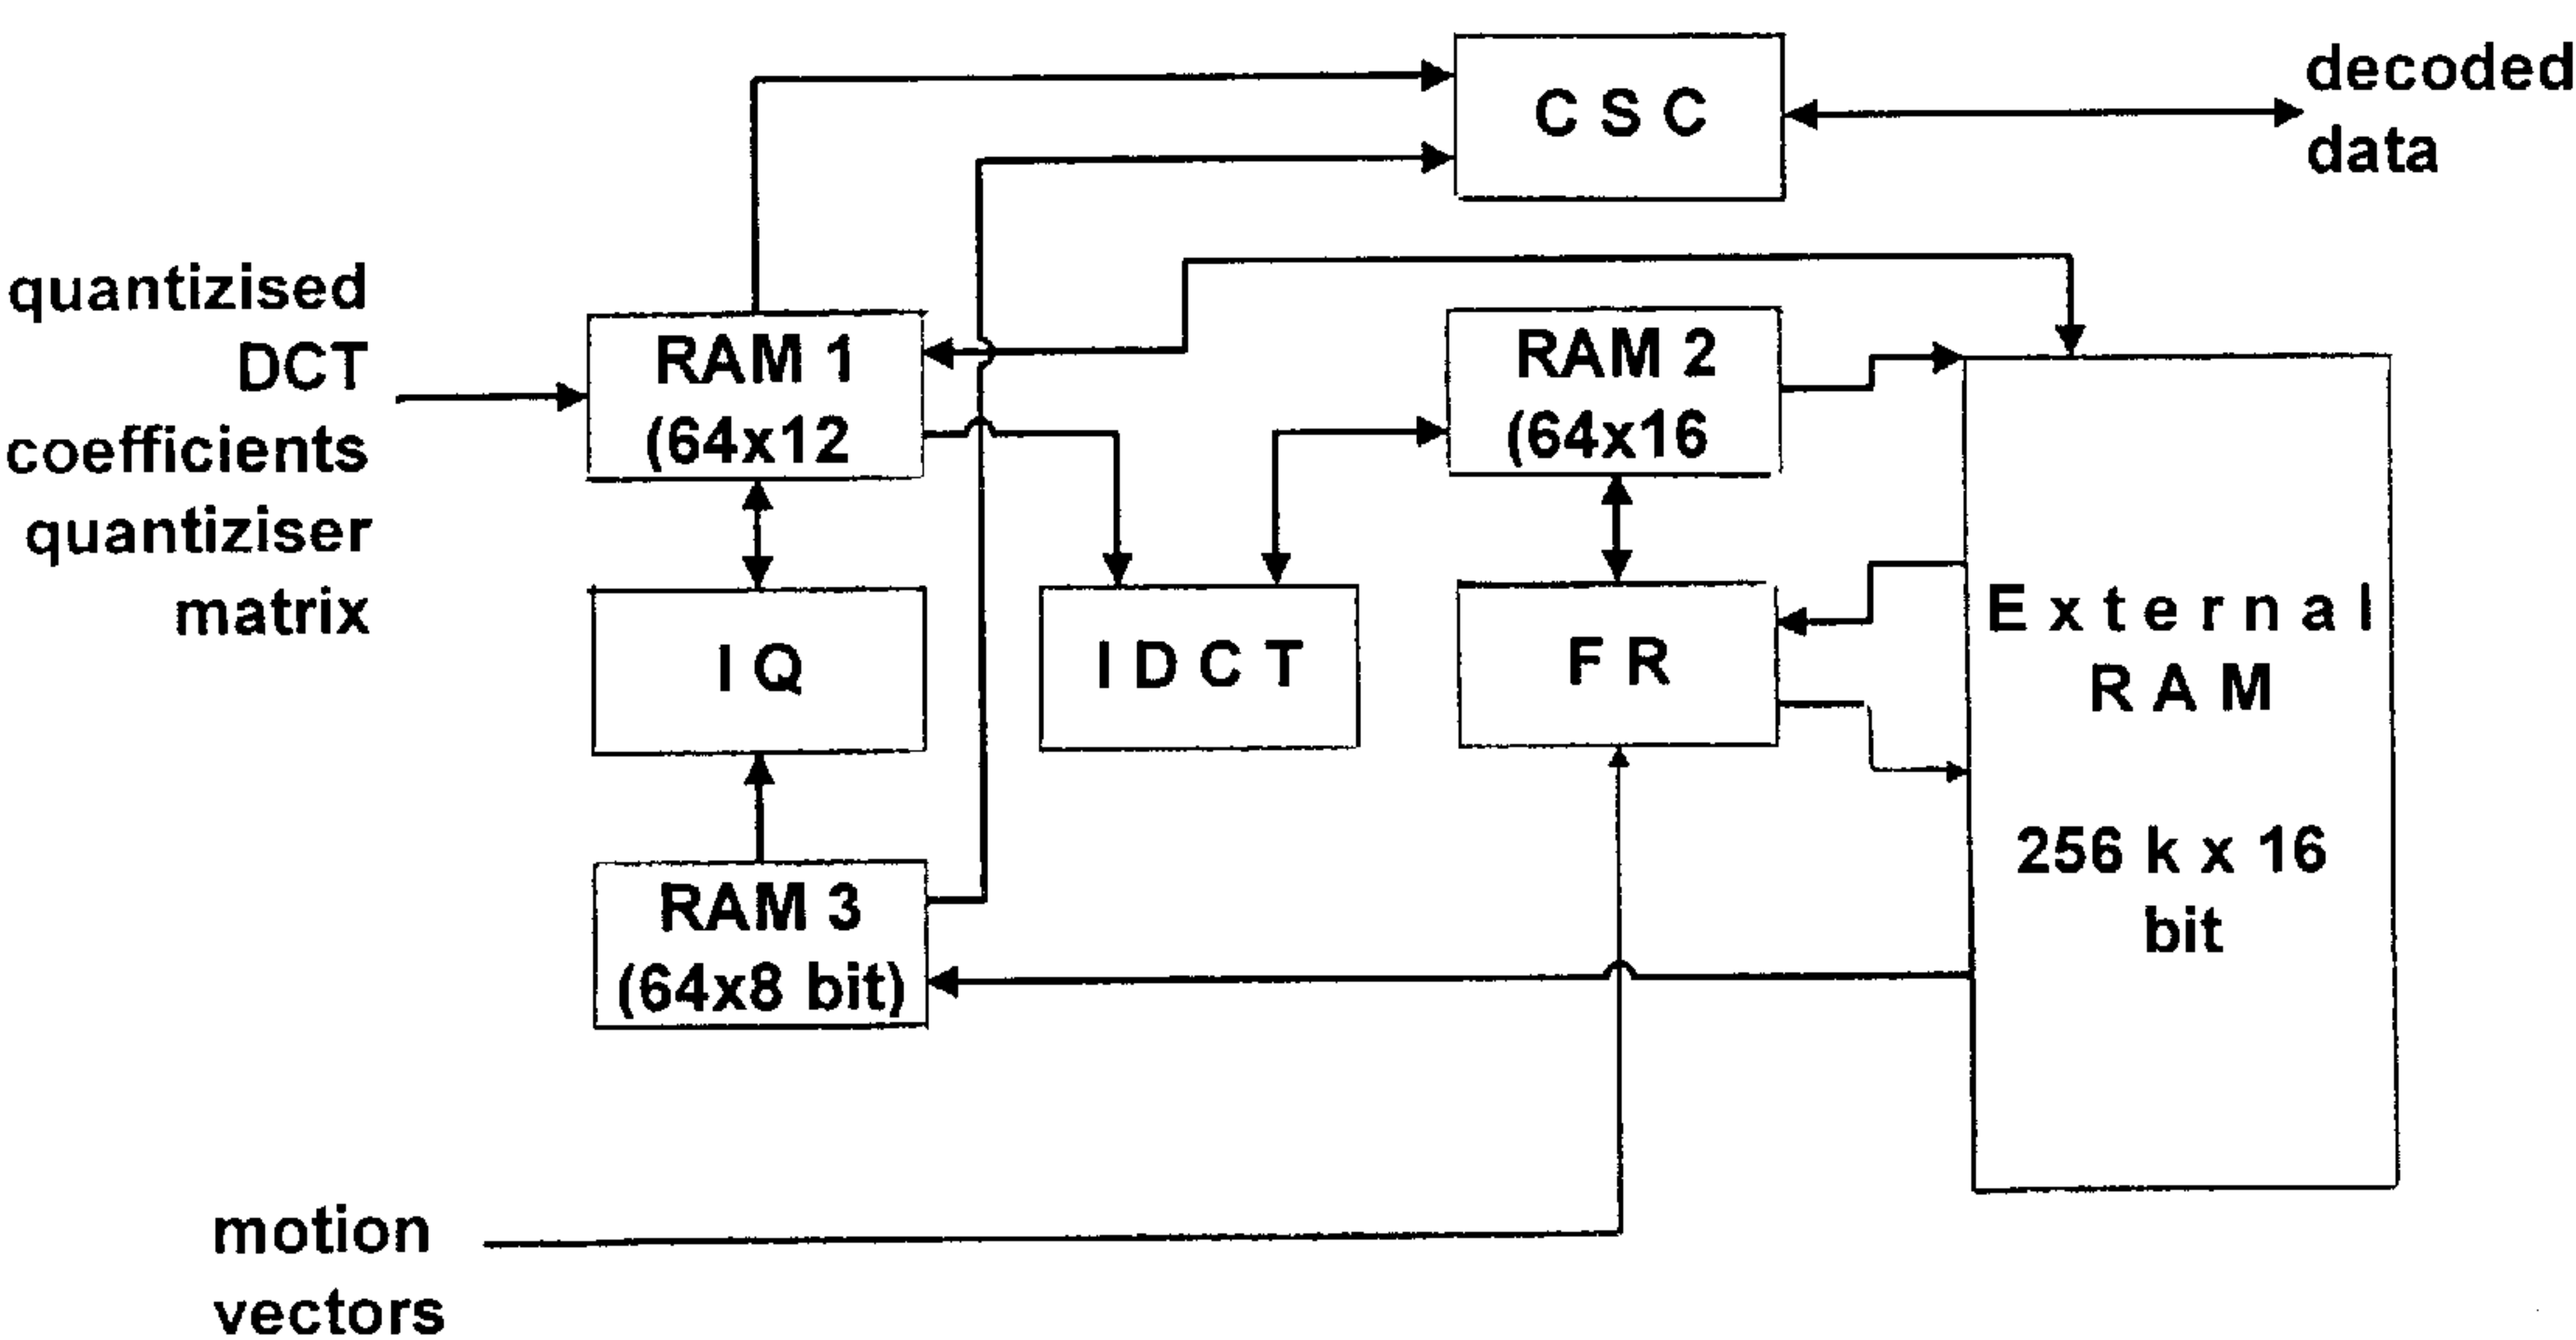 C S C
decoded
data
quantizised
DCT
coefficients
quantiziser
matrix
RAM 1
(64x12
RAM 2
(64x16
I Q
I D C T
F R
E x t e r n a l
R A M
256 k x 16
bit
RAM 3
(64x8 bit)
motion
vectors